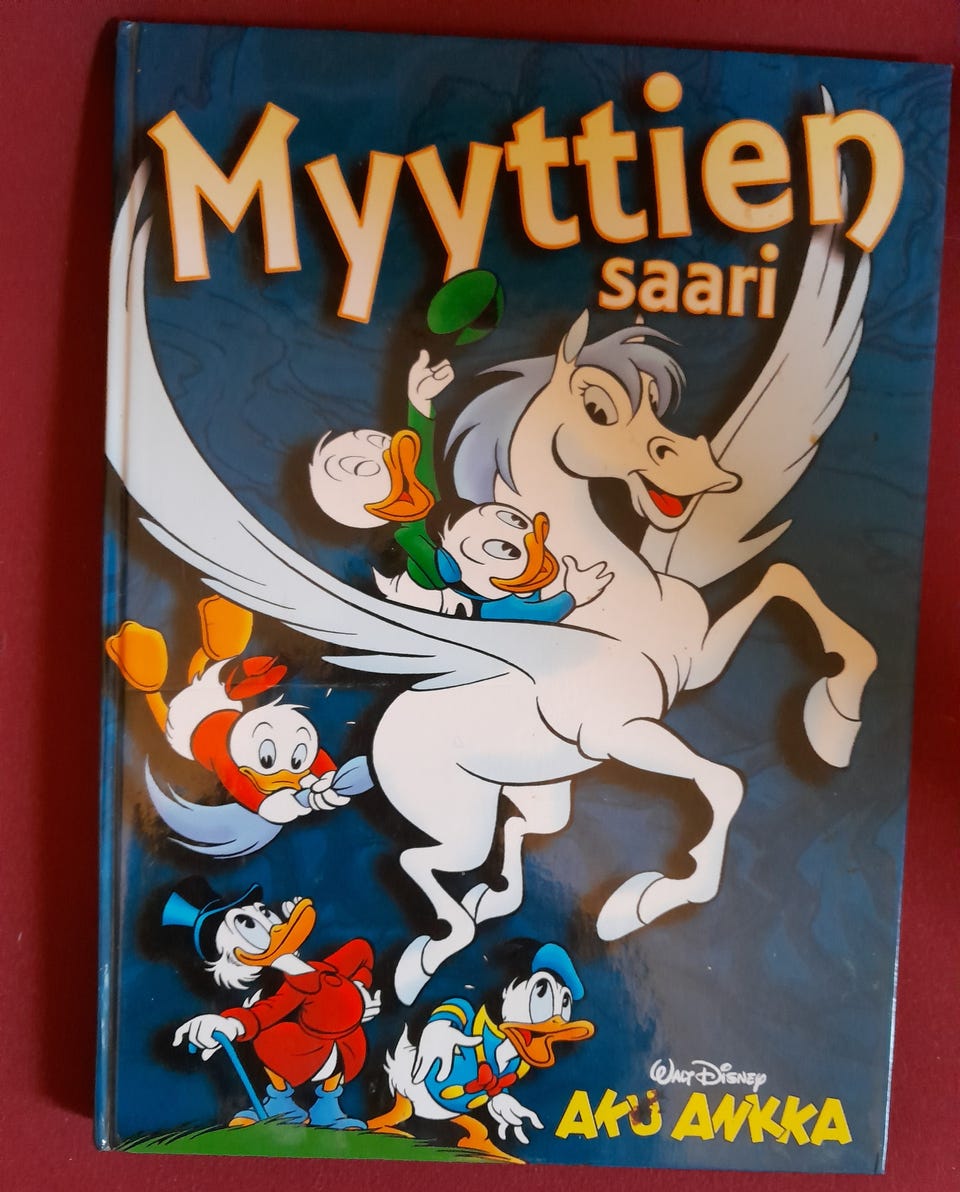 Myyttien
saari
Walt Disney
AKU ANKKA